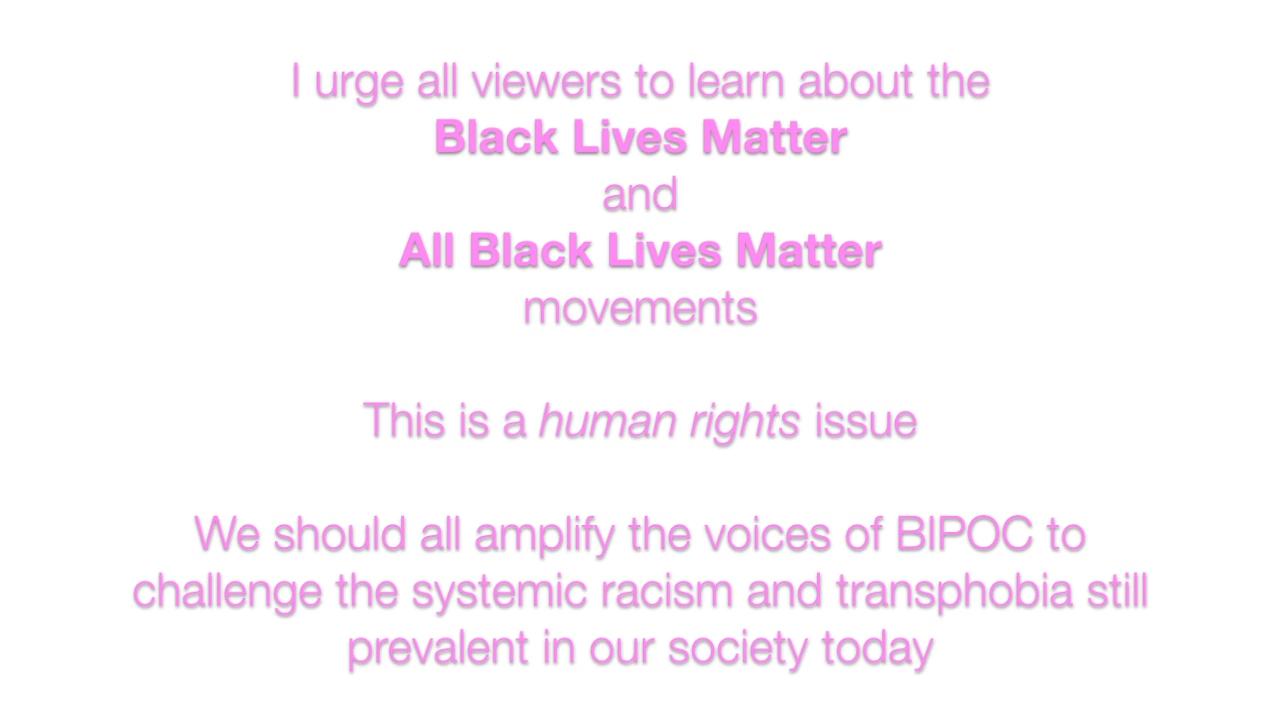 I urge all viewers to learn about the
Black Lives Matter
and
All Black Lives Matter
movements
This is a human rights issue
We should all amplify the voices of BIPOC to
challenge the systemic racism and transphobia still
prevalent in our society today